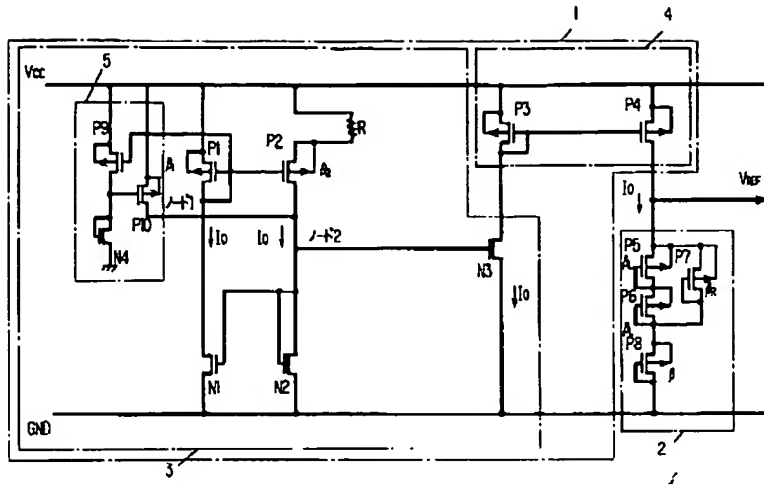 1
4
5
Vcc
P9
A
P1
P2
R
P3
P4
P10
ノード1
N4
Io
Io
ノード2
N3
Io
Io
VREF
P5
P7
A
P6
A
P8
β
N1
N2
GND
3
2